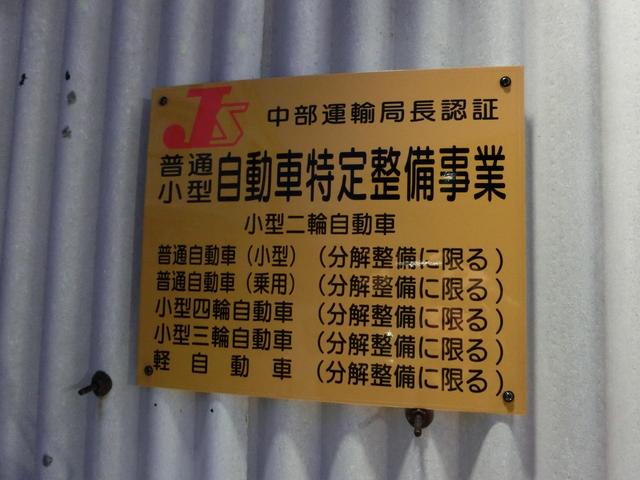 JS 中部運輸局長認証
普通 小型 自動車特定整備事業
小型二輪自動車
普通自動車（小型）（分解整備に限る）
普通自動車（乗用）（分解整備に限る）
小型四輪自動車（分解整備に限る）
小型三輪自動車（分解整備に限る）
軽自動車（分解整備に限る）